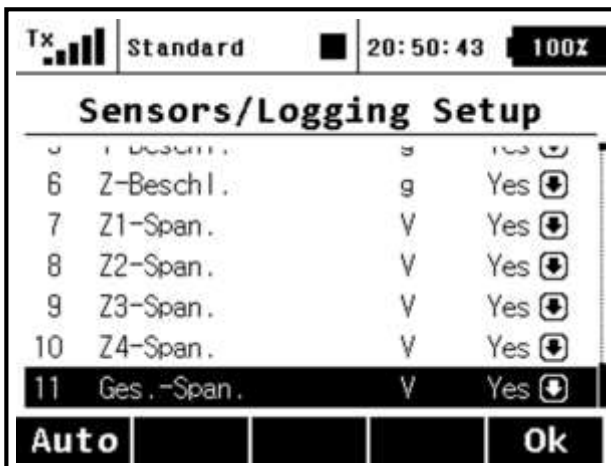 Tx Standard 20:50:43 100%
Sensors/Logging Setup
6 Z-Beschl. g Yes
7 Z1-Span. V Yes
8 Z2-Span. V Yes
9 Z3-Span. V Yes
10 Z4-Span. V Yes
11 Ges.-Span. V Yes
Auto Ok